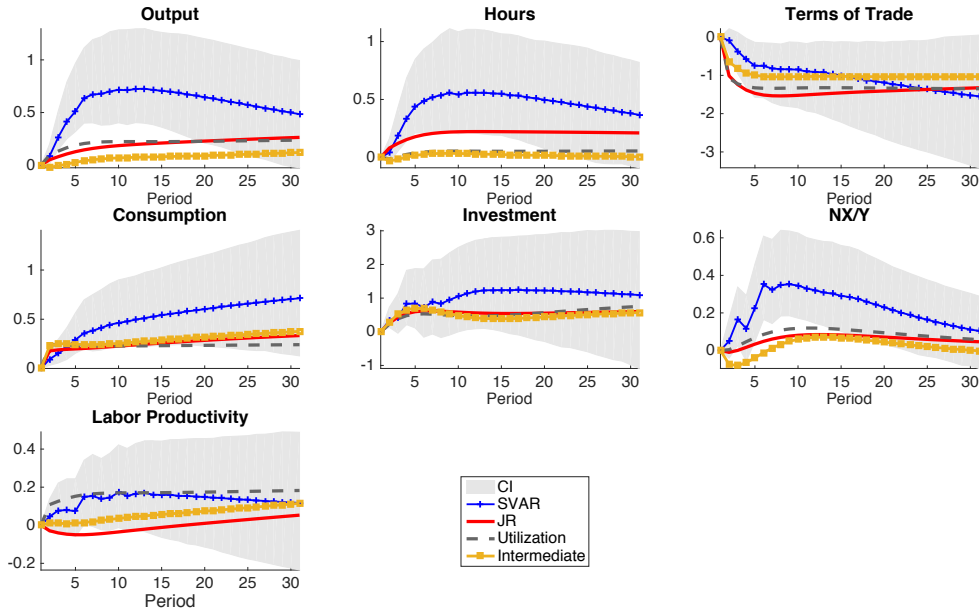 Output
Hours
Terms of Trade
1
0.5
0
5 10 15 20 25 30
Period
1
0.5
0
5 10 15 20 25 30
Period
0
-1
-2
-3
5 10 15 20 25 30
Period
Consumption
Investment
NX/Y
1
0.5
0
5 10 15 20 25 30
Period
3
2
1
0
-1
5 10 15 20 25 30
Period
0.6
0.4
0.2
0
5 10 15 20 25 30
Period
Labor Productivity
0.4
0.2
0
-0.2
5 10 15 20 25 30
Period
CI
SVAR
JR
Utilization
Intermediate